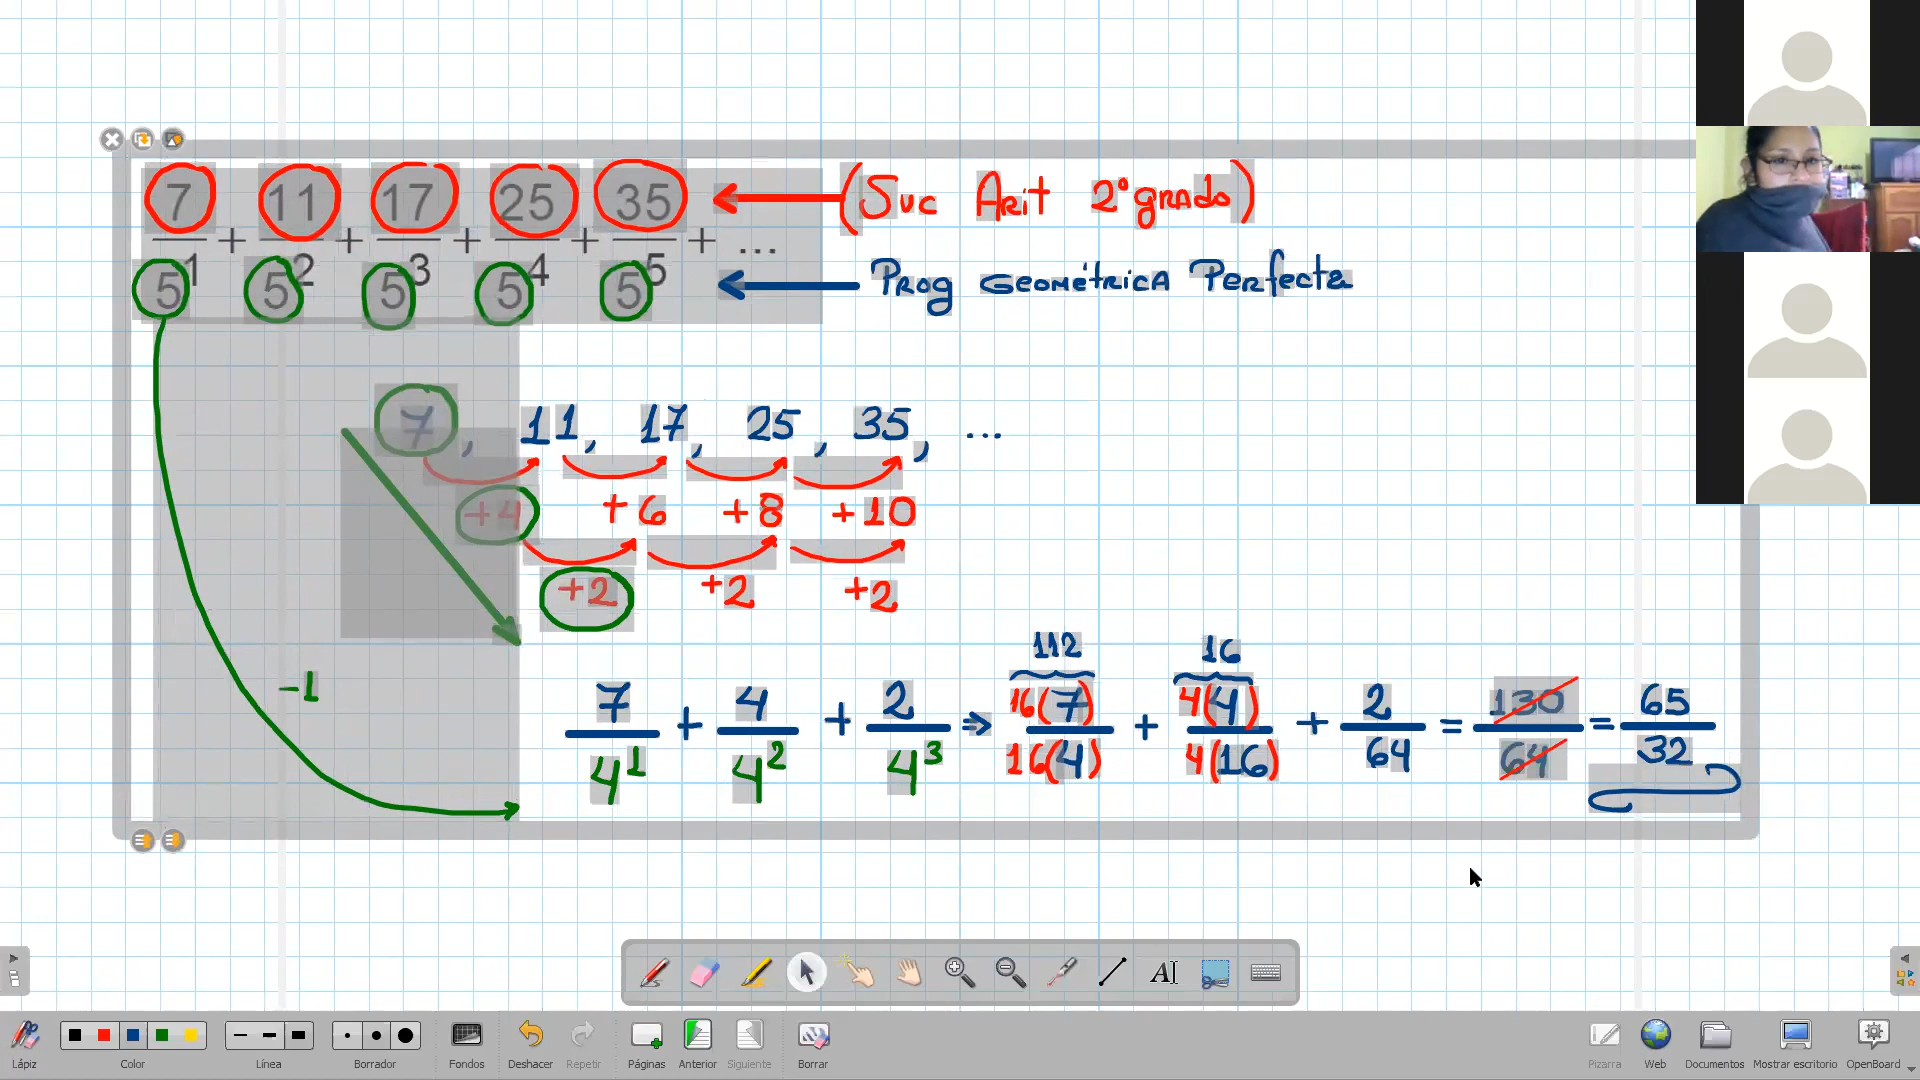 7/5^1 + 11/5^2 + 17/5^3 + 25/5^4 + 35/5^5 + ...
(Suc Arit 2° grado)
Prog Geométrica Perfecta
7, 11, 17, 25, 35, ...
+4 +6 +8 +10
+2 +2 +2
-1
112 16
7/4^1 + 4/4^2 + 2/4^3 ⇒ 16(7)/16(4) + 4(4)/4(16) + 2/64 = 130/64 = 65/32
Lápiz Color Línea Borrador Fondos Deshacer Repetir Páginas Anterior Siguiente Borrar Pizarra Web Documentos Mostrar escritorio OpenBoard